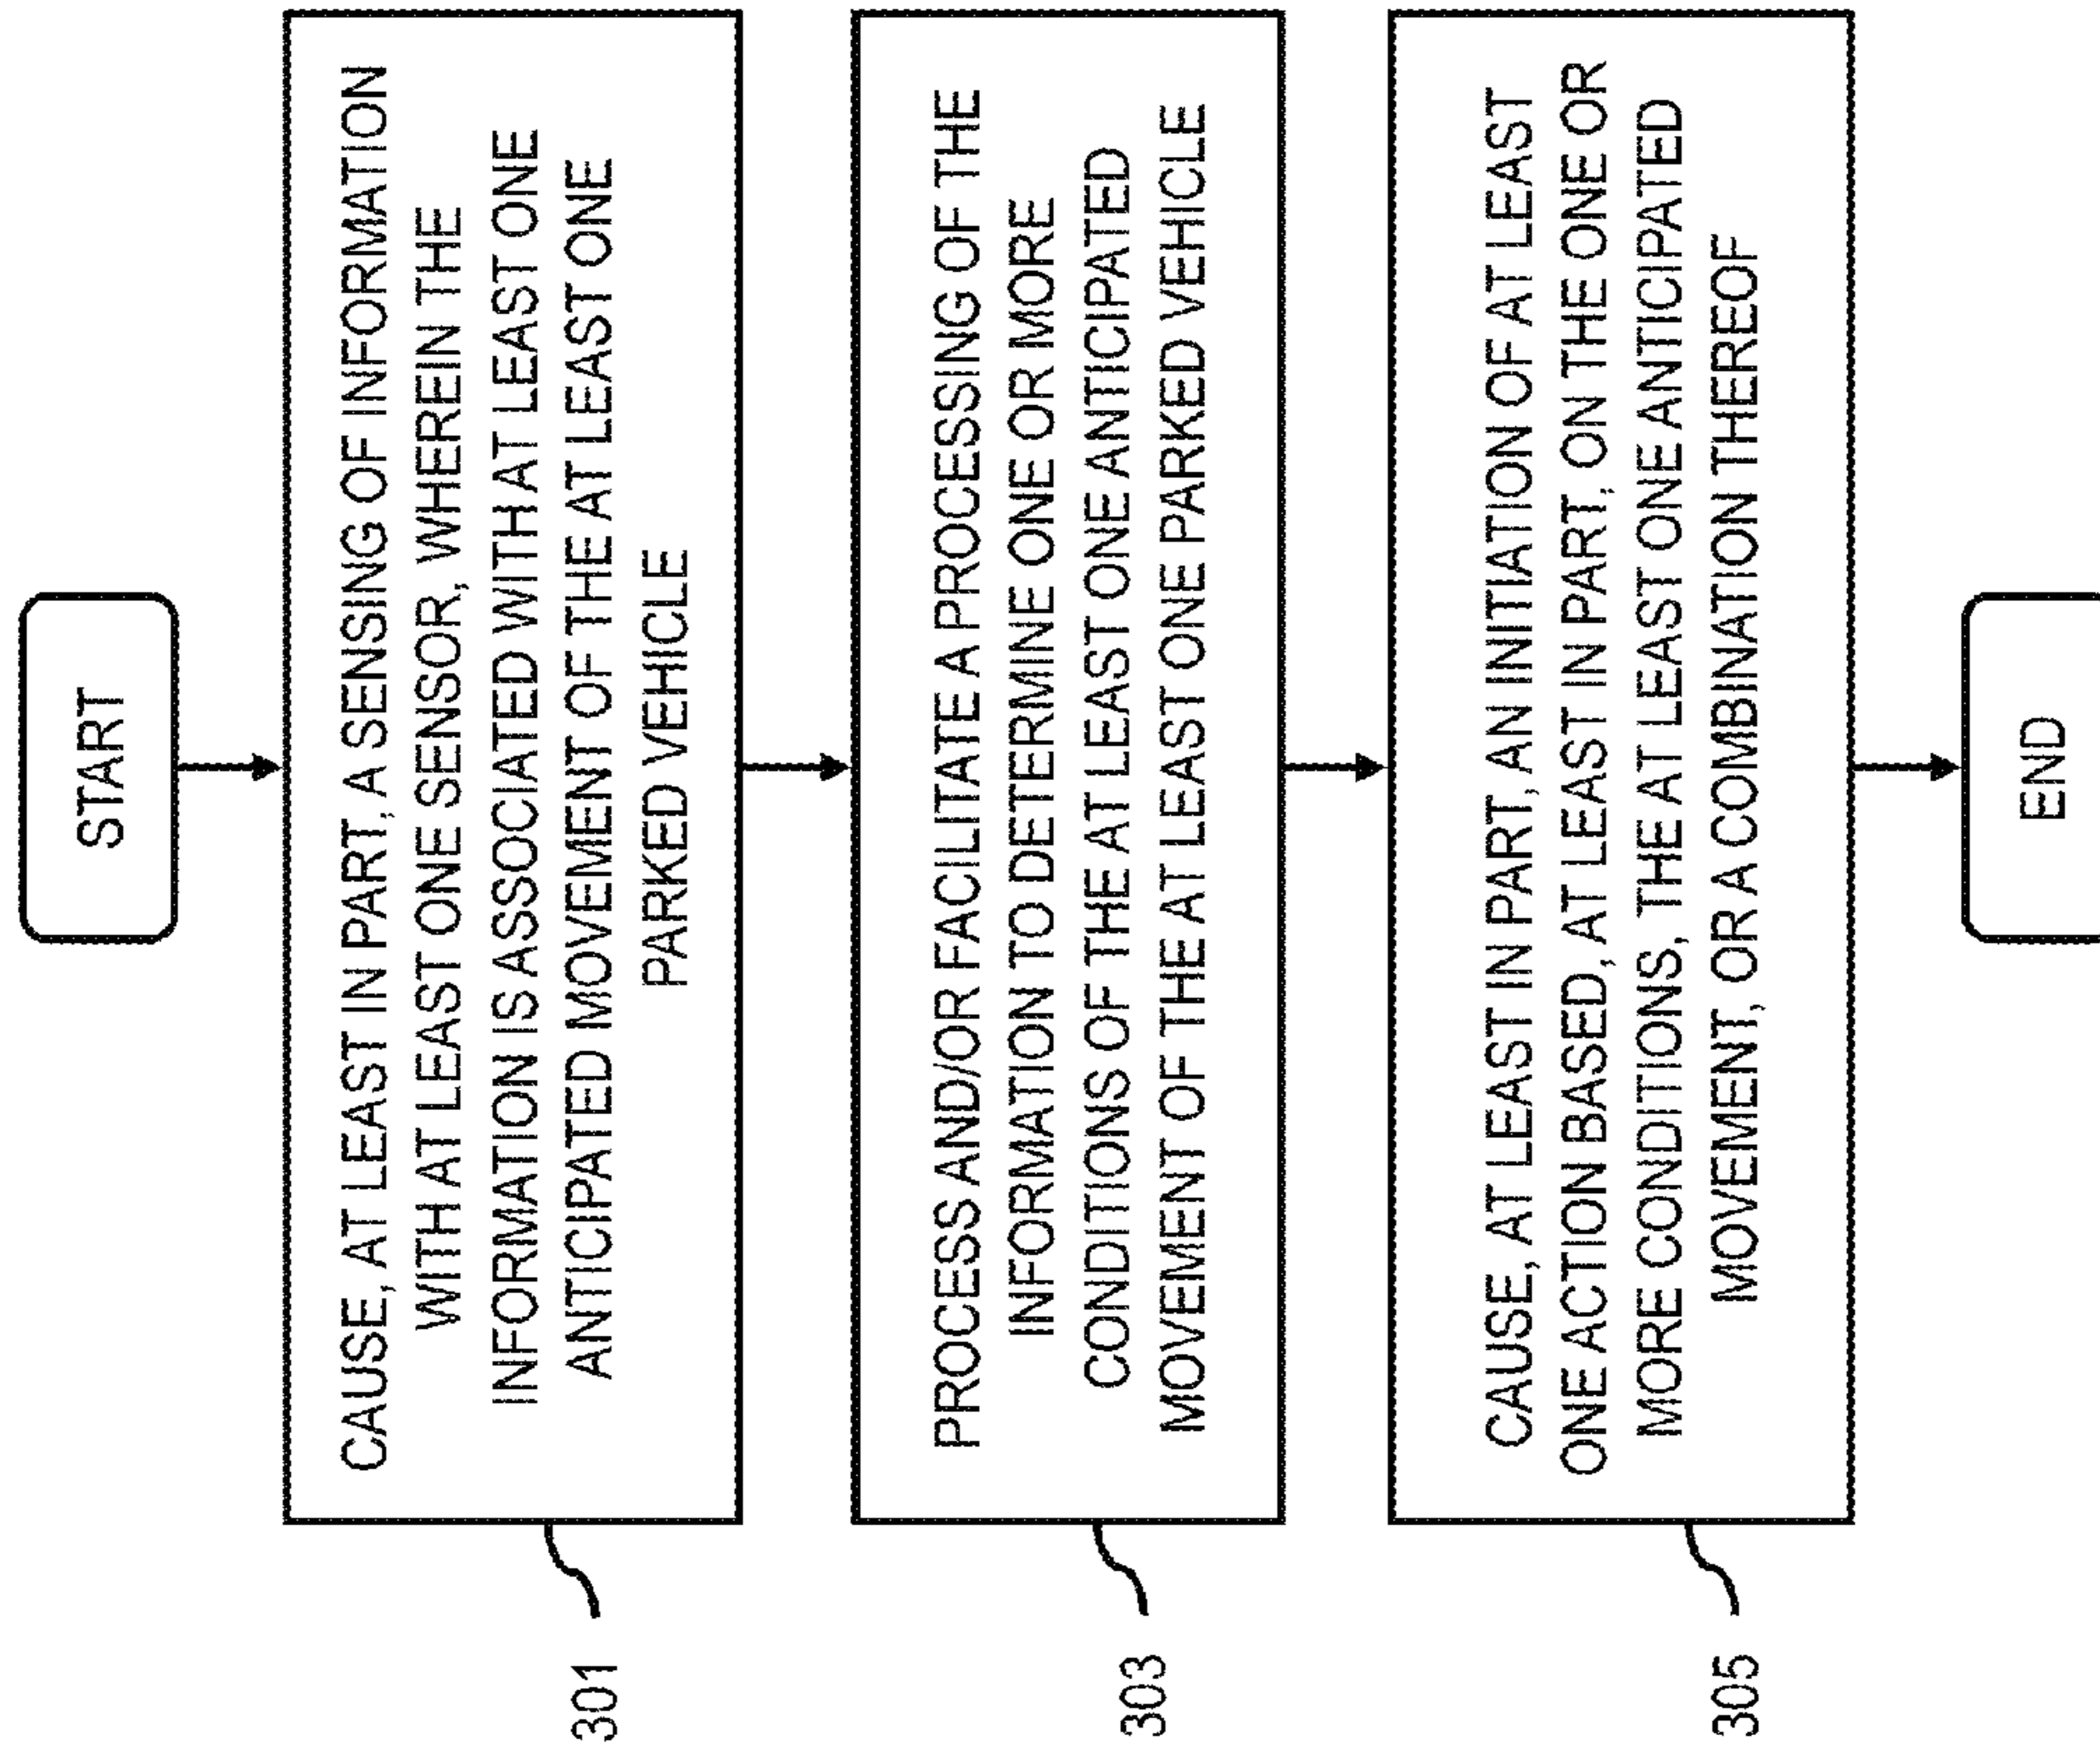 START
CAUSE, AT LEAST IN PART, A SENSING OF INFORMATION
WITH AT LEAST ONE SENSOR, WHEREIN THE
INFORMATION IS ASSOCIATED WITH AT LEAST ONE
ANTICIPATED MOVEMENT OF THE AT LEAST ONE
PARKED VEHICLE
301
PROCESS AND/OR FACILITATE A PROCESSING OF THE
INFORMATION TO DETERMINE ONE OR MORE
CONDITIONS OF THE AT LEAST ONE ANTICIPATED
MOVEMENT OF THE AT LEAST ONE PARKED VEHICLE
303
CAUSE, AT LEAST IN PART, AN INITIATION OF AT LEAST
ONE ACTION BASED, AT LEAST IN PART, ON THE ONE OR
MORE CONDITIONS, THE AT LEAST ONE ANTICIPATED
MOVEMENT, OR A COMBINATION THEREOF
305
END